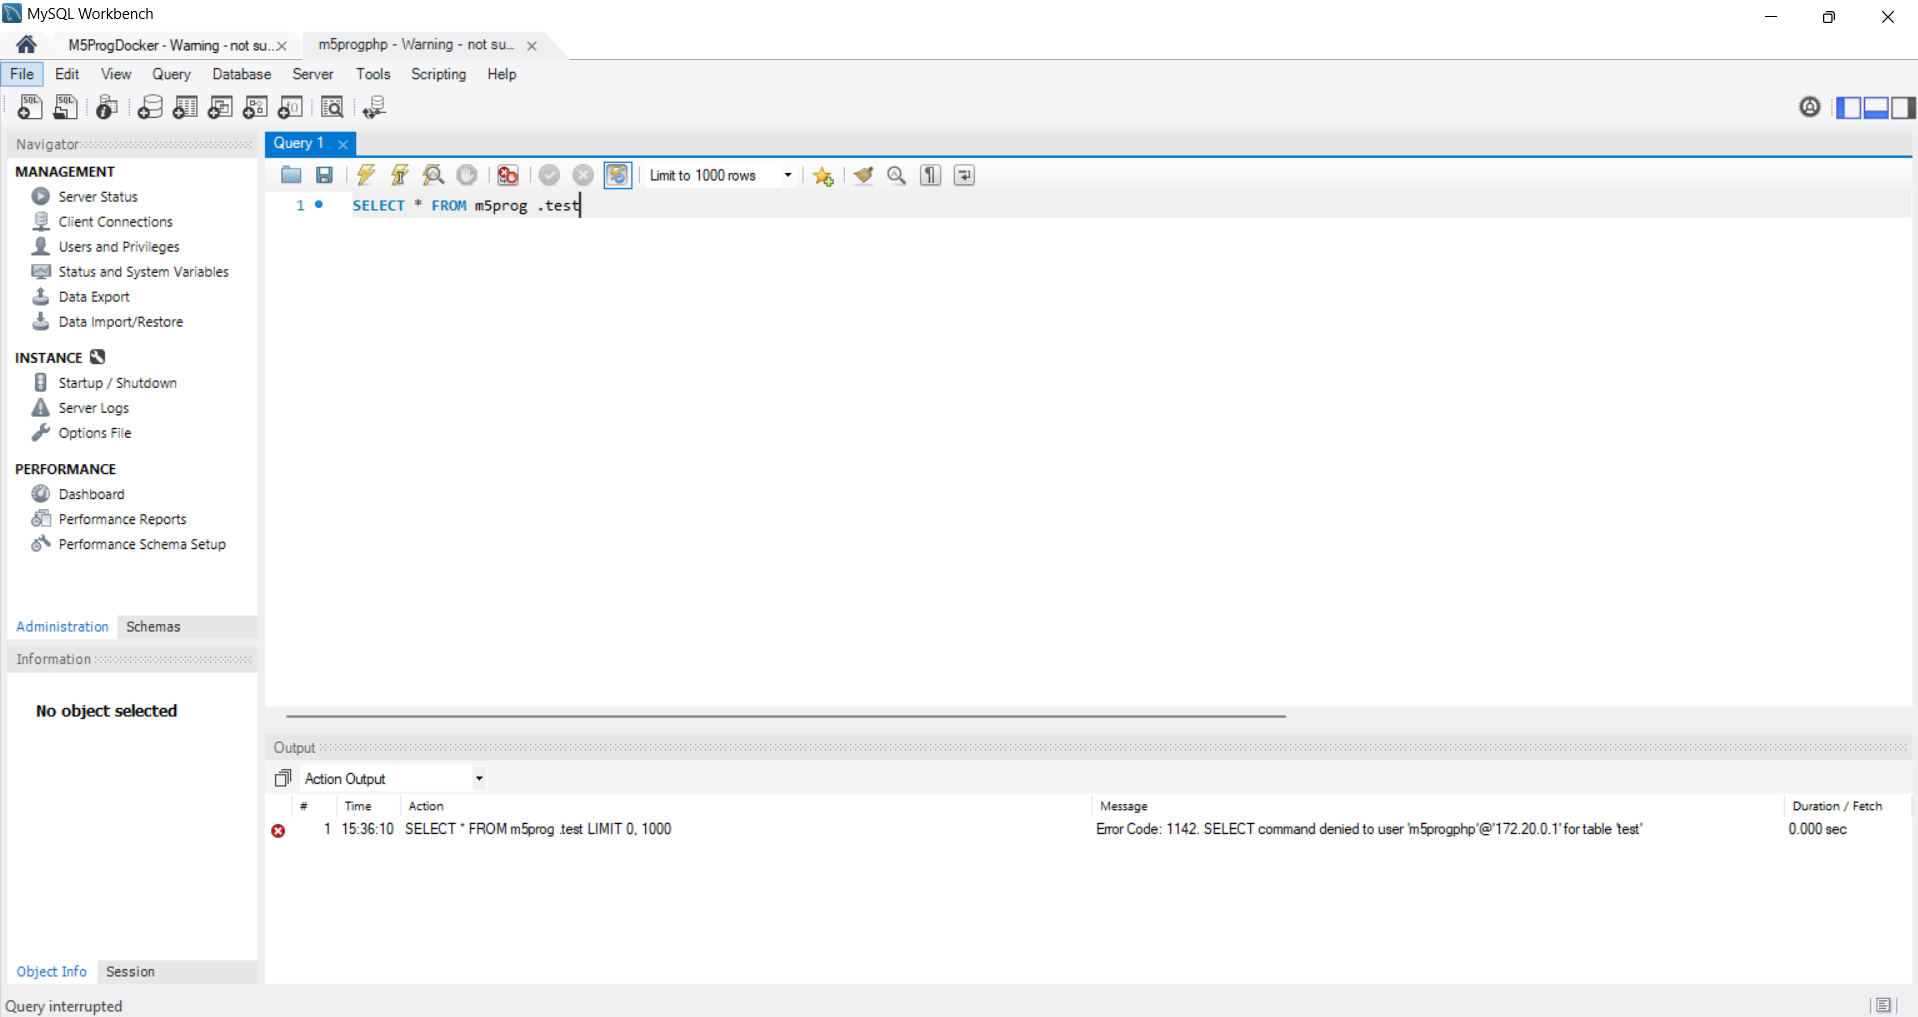 MySQL Workbench
M5ProgDocker - Warning - not su...
m5progphp - Warning - not su...
File Edit View Query Database Server Tools Scripting Help
SQL SQL
Navigator
MANAGEMENT
Server Status
Client Connections
Users and Privileges
Status and System Variables
Data Export
Data Import/Restore
INSTANCE
Startup / Shutdown
Server Logs
Options File
PERFORMANCE
Dashboard
Performance Reports
Performance Schema Setup
Administration Schemas
Information
No object selected
Object Info Session
Query 1
Limit to 1000 rows
1 SELECT * FROM m5prog .test
Output
Action Output
# Time Action Message Duration / Fetch
1 15:36:10 SELECT * FROM m5prog .test LIMIT 0, 1000 Error Code: 1142. SELECT command denied to user 'm5progphp'@'172.20.0.1' for table 'test' 0.000 sec
Query interrupted